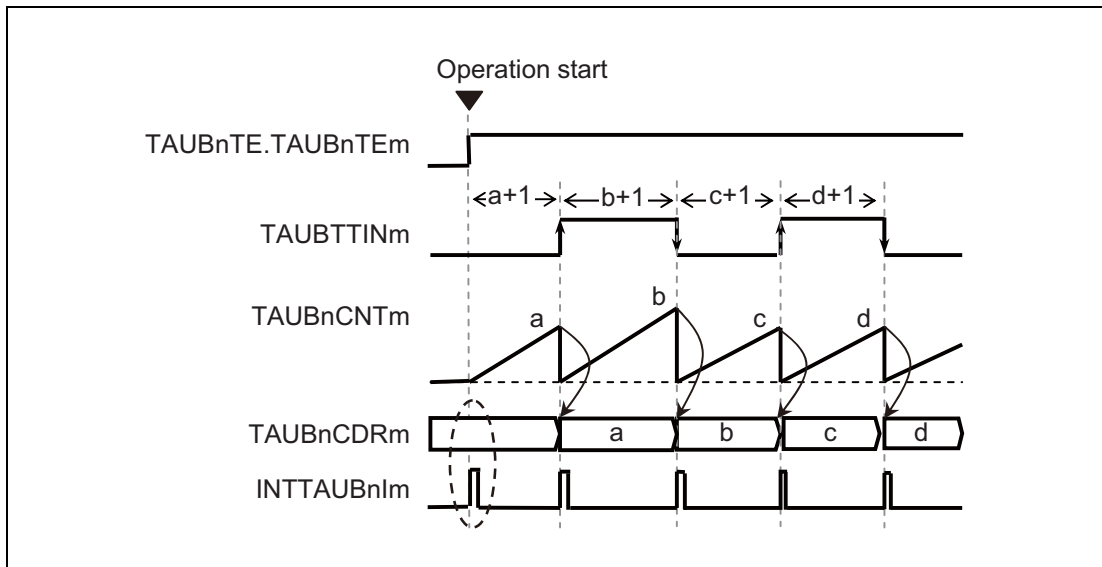 Operation start
TAUBnTE.TAUBnTEm
a+1 b+1 c+1 d+1
TAUBTTINm
TAUBnCNTm
a b c d
TAUBnCDRm
a b c d
INTTAUBnIm